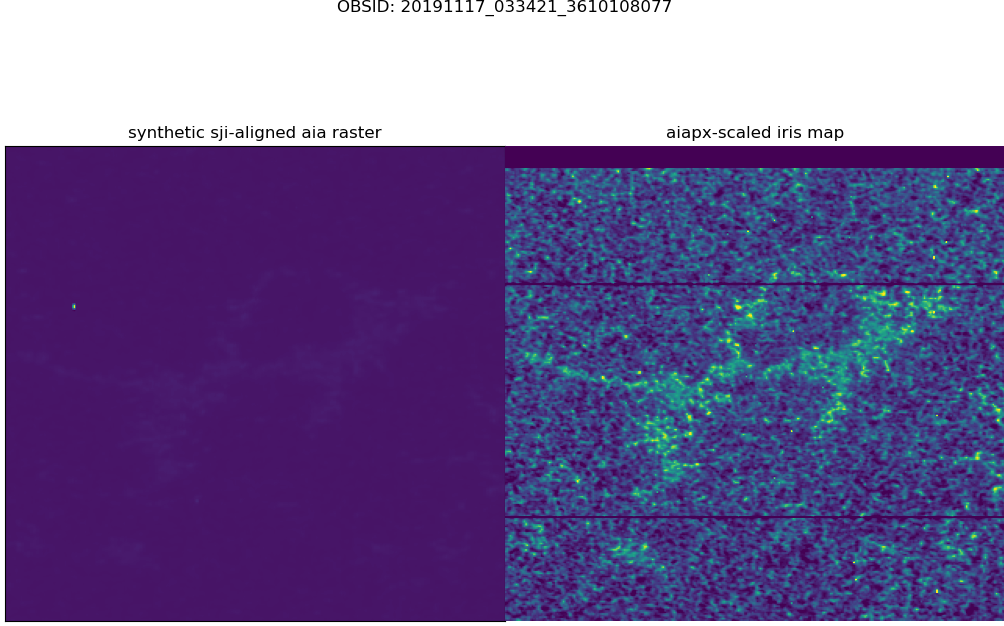 OBSID: 20191117_033421_3610108077
synthetic sji-aligned aia raster
aiapx-scaled iris map